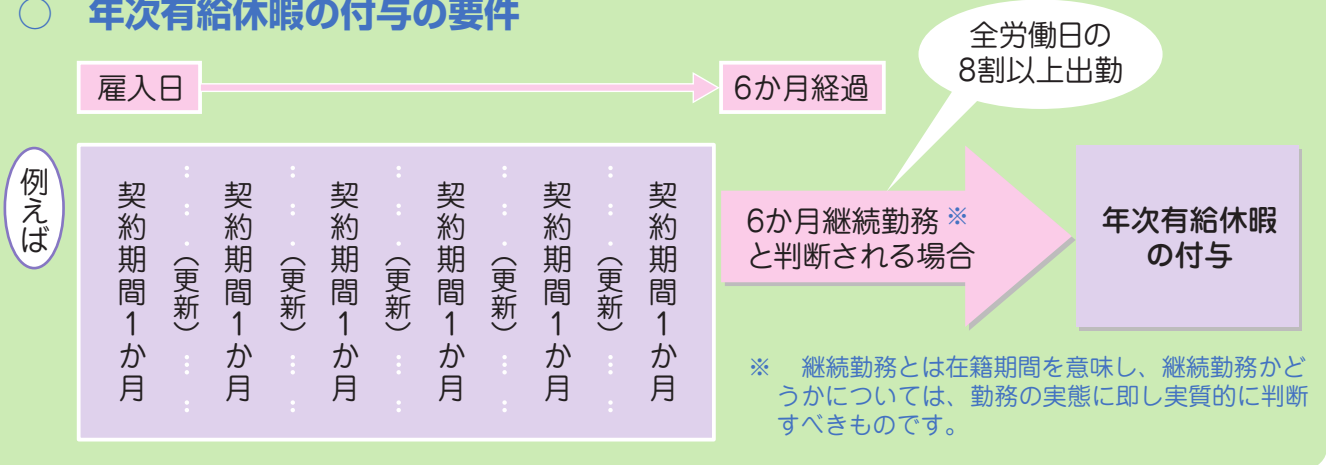 ○ 年次有給休暇の付与の要件
全労働日の
8割以上出勤
雇入日
6か月経過
例えば
契約期間1か月
（更新）
契約期間1か月
（更新）
契約期間1か月
（更新）
契約期間1か月
（更新）
契約期間1か月
（更新）
契約期間1か月
6か月継続勤務※
と判断される場合
年次有給休暇
の付与
※ 継続勤務とは在籍期間を意味し、継続勤務かど
うかについては、勤務の実態に即し実質的に判断
すべきものです。